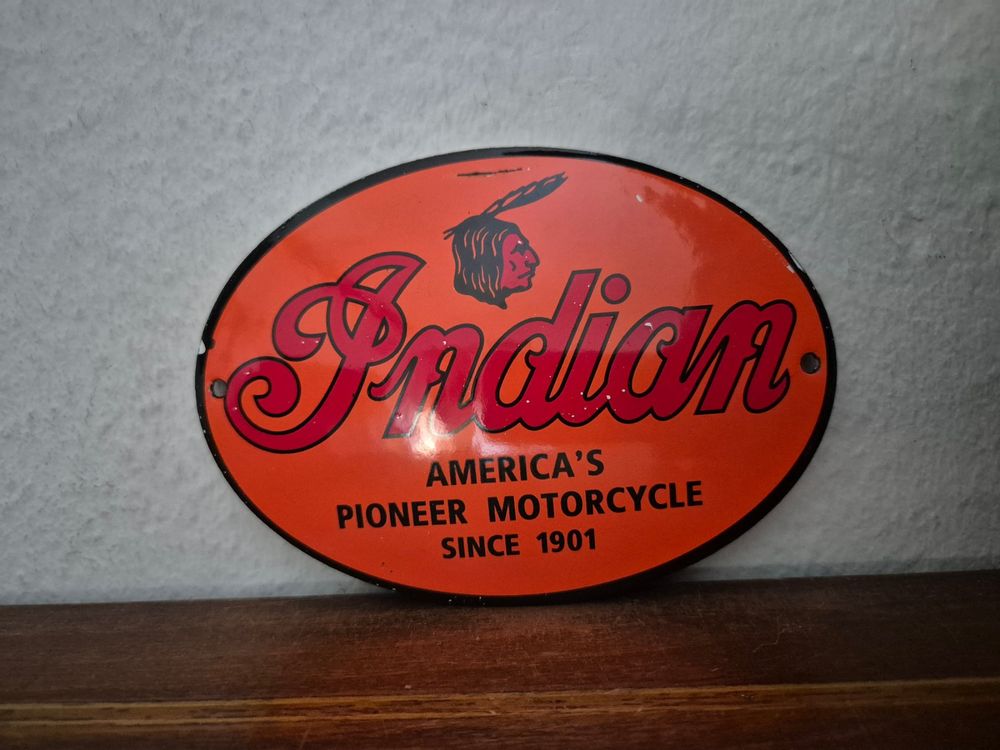 Indian
AMERICA'S
PIONEER MOTORCYCLE
SINCE 1901